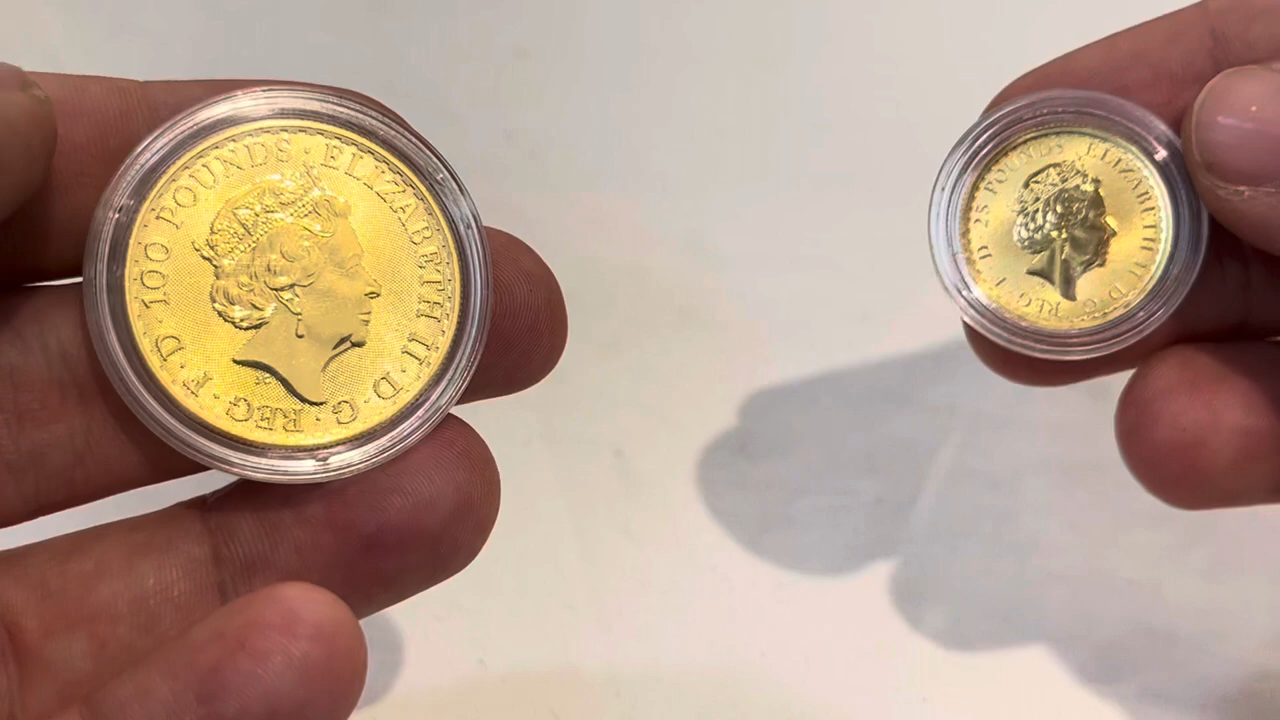 100 POUNDS · ELIZABETH II · D · G · REG · F · D ·
25 POUNDS · ELIZABETH II · D · G · REG · F · D